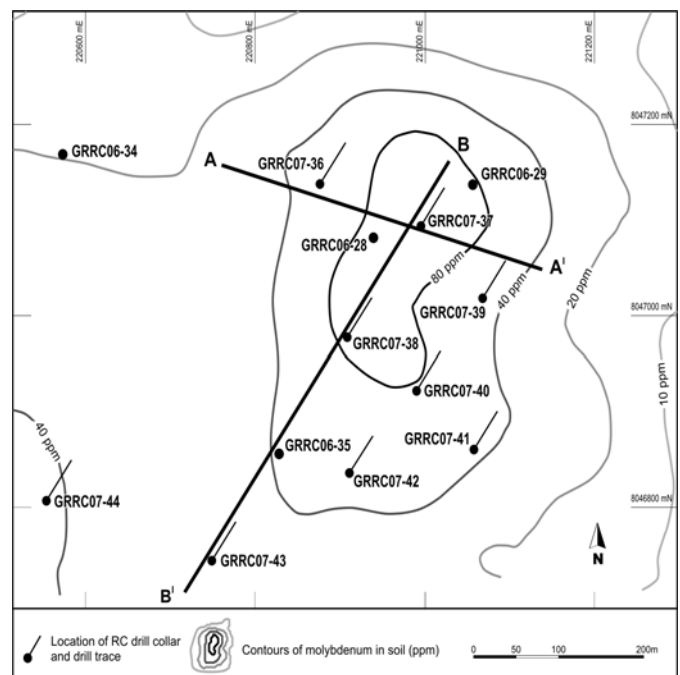 220600 mE
220800 mE
221000 mE
221200 mE
8047200 mN
GRRC06-34
A
GRRC07-36
B
GRRC06-29
GRRC07-37
GRRC06-28
80 ppm
A'
40 ppm
20 ppm
10 ppm
GRRC07-39
8047000 mN
GRRC07-38
GRRC07-40
40 ppm
GRRC07-41
GRRC06-35
GRRC07-42
GRRC07-44
8046800 mN
GRRC07-43
B'
N
Location of RC drill collar
and drill trace
Contours of molybdenum in soil (ppm)
0 50 100 200m